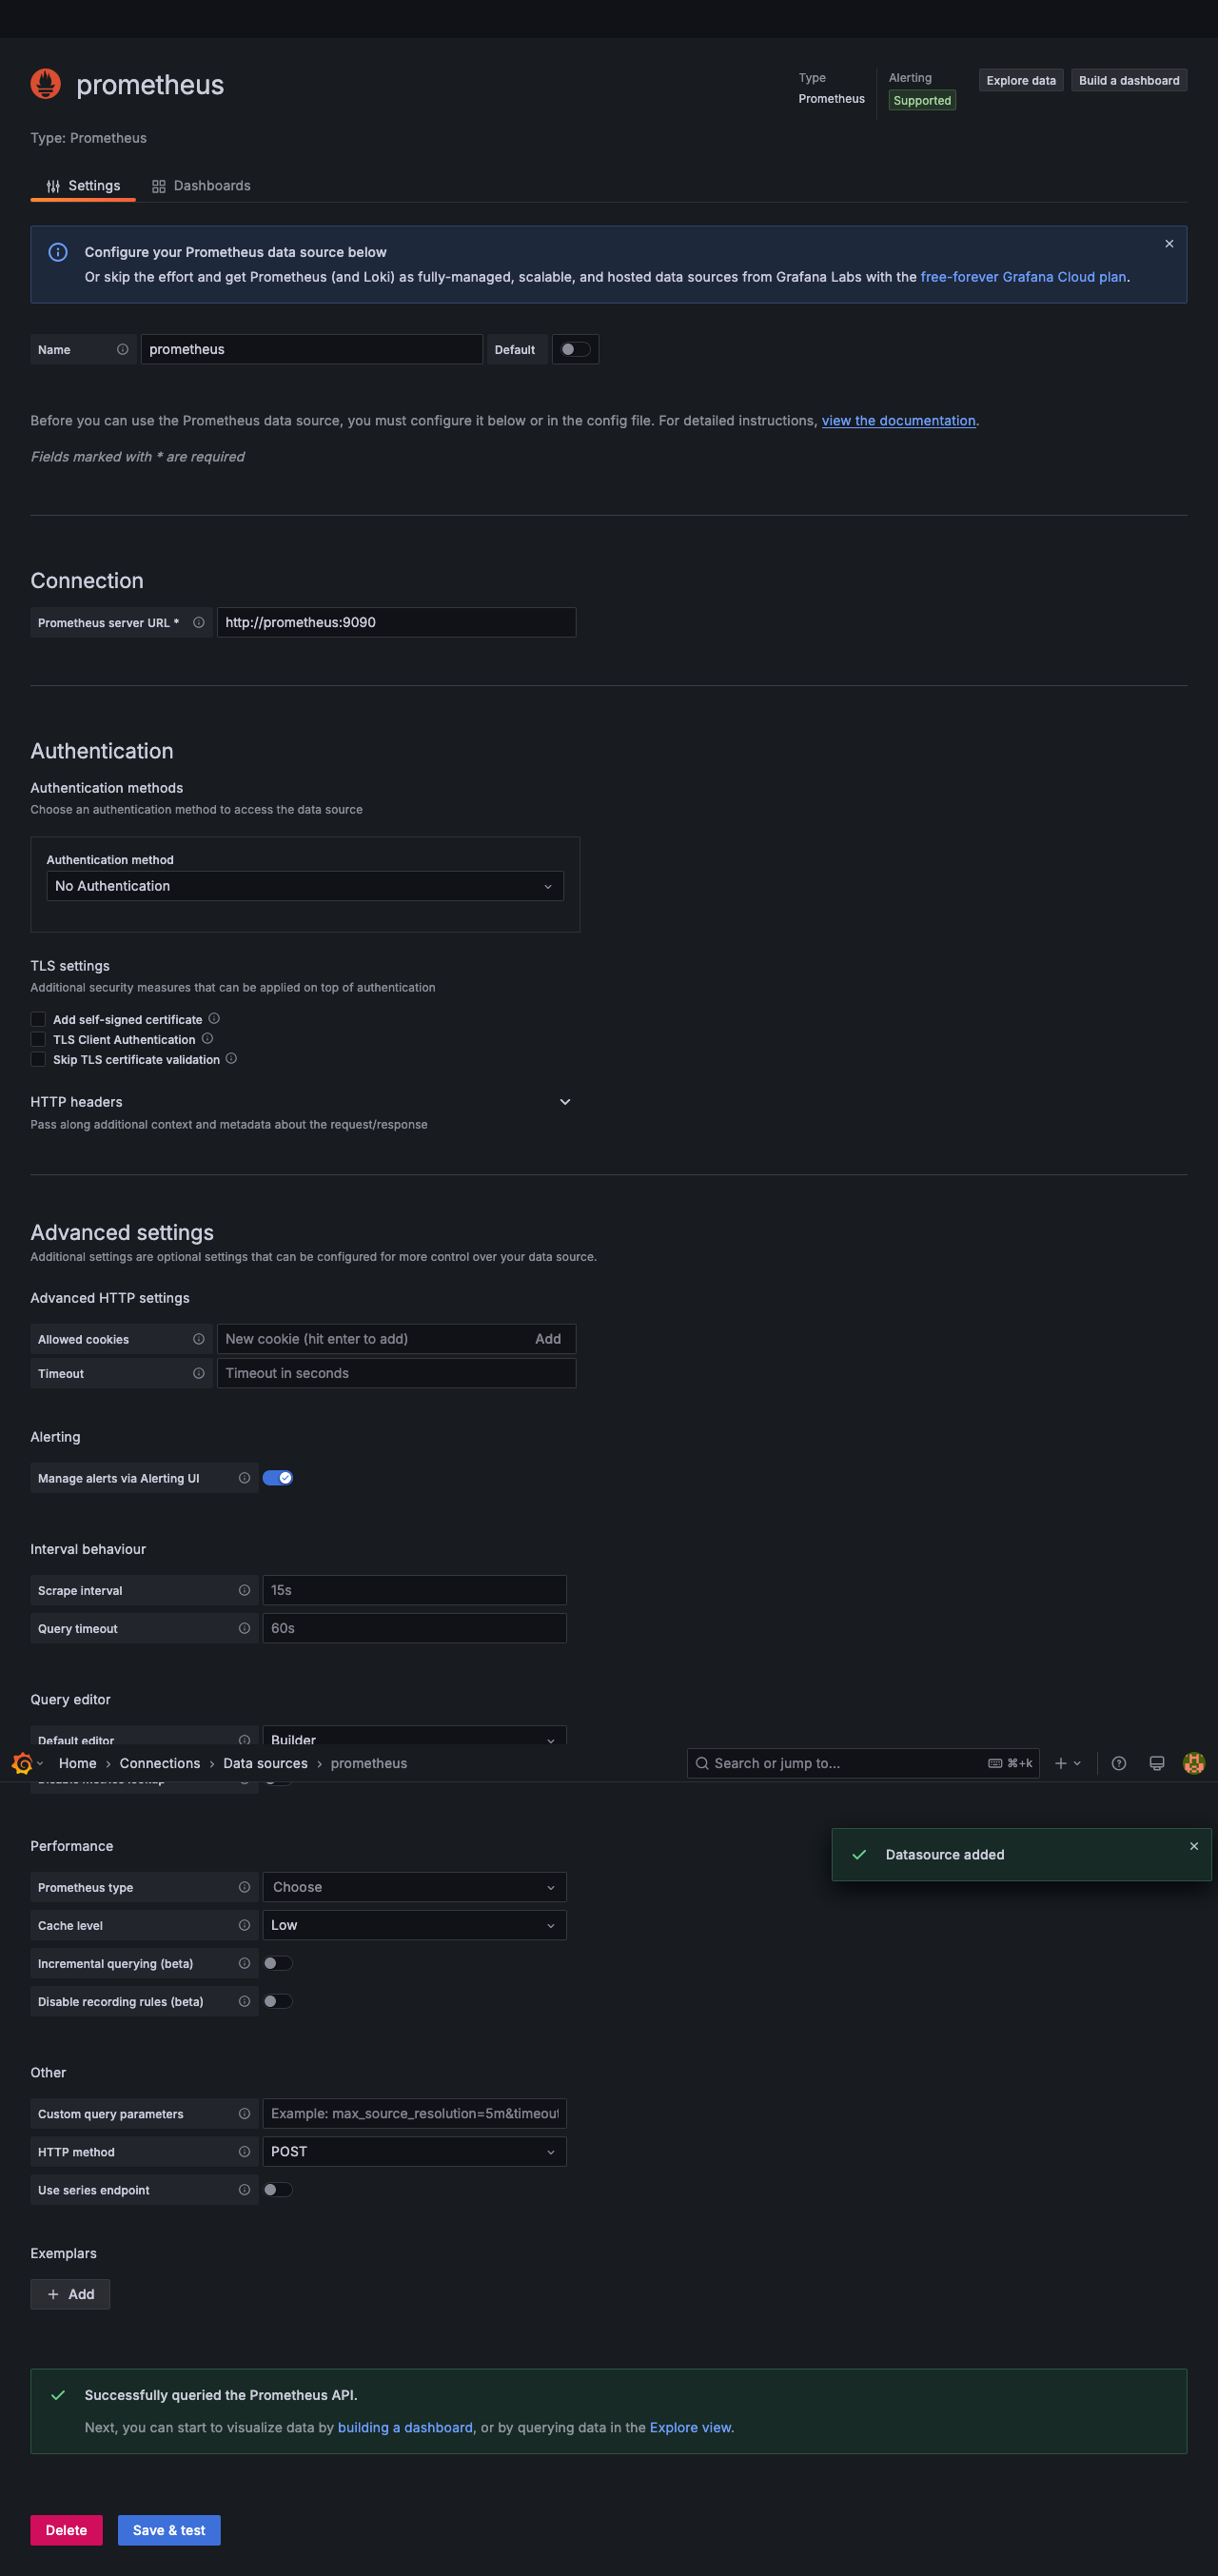 prometheus
Type
Prometheus
Alerting
Supported
Explore data
Build a dashboard
Type: Prometheus
Settings
Dashboards
Configure your Prometheus data source below
Or skip the effort and get Prometheus (and Loki) as fully-managed, scalable, and hosted data sources from Grafana Labs with the free-forever Grafana Cloud plan.
Name
prometheus
Default
Before you can use the Prometheus data source, you must configure it below or in the config file. For detailed instructions, view the documentation.
Fields marked with * are required
Connection
Prometheus server URL *
http://prometheus:9090
Authentication
Authentication methods
Choose an authentication method to access the data source
Authentication method
No Authentication
TLS settings
Additional security measures that can be applied on top of authentication
Add self-signed certificate
TLS Client Authentication
Skip TLS certificate validation
HTTP headers
Pass along additional context and metadata about the request/response
Advanced settings
Additional settings are optional settings that can be configured for more control over your data source.
Advanced HTTP settings
Allowed cookies
New cookie (hit enter to add)
Add
Timeout
Timeout in seconds
Alerting
Manage alerts via Alerting UI
Interval behaviour
Scrape interval
15s
Query timeout
60s
Query editor
Default editor
Builder
Home › Connections › Data sources › prometheus
Search or jump to...
⌘+k
Performance
Datasource added
Prometheus type
Choose
Cache level
Low
Incremental querying (beta)
Disable recording rules (beta)
Other
Custom query parameters
Example: max_source_resolution=5m&timeout
HTTP method
POST
Use series endpoint
Exemplars
+ Add
Successfully queried the Prometheus API.
Next, you can start to visualize data by building a dashboard, or by querying data in the Explore view.
Delete
Save & test